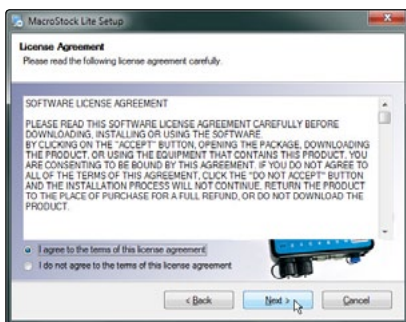 MacroStock Lite Setup
License Agreement
Please read the following license agreement carefully.
SOFTWARE LICENSE AGREEMENT
PLEASE READ THIS SOFTWARE LICENSE AGREEMENT CAREFULLY BEFORE
DOWNLOADING, INSTALLING OR USING THE SOFTWARE.
BY CLICKING ON THE "ACCEPT" BUTTON, OPENING THE PACKAGE, DOWNLOADING
THE PRODUCT, OR USING THE EQUIPMENT THAT CONTAINS THIS PRODUCT, YOU
ARE CONSENTING TO BE BOUND BY THIS AGREEMENT. IF YOU DO NOT AGREE TO
ALL OF THE TERMS OF THIS AGREEMENT, CLICK THE "DO NOT ACCEPT" BUTTON
AND THE INSTALLATION PROCESS WILL NOT CONTINUE, RETURN THE PRODUCT
TO THE PLACE OF PURCHASE FOR A FULL REFUND, OR DO NOT DOWNLOAD THE
PRODUCT.
I agree to the terms of this license agreement
I do not agree to the terms of this license agreement
< Back
Next >
Cancel